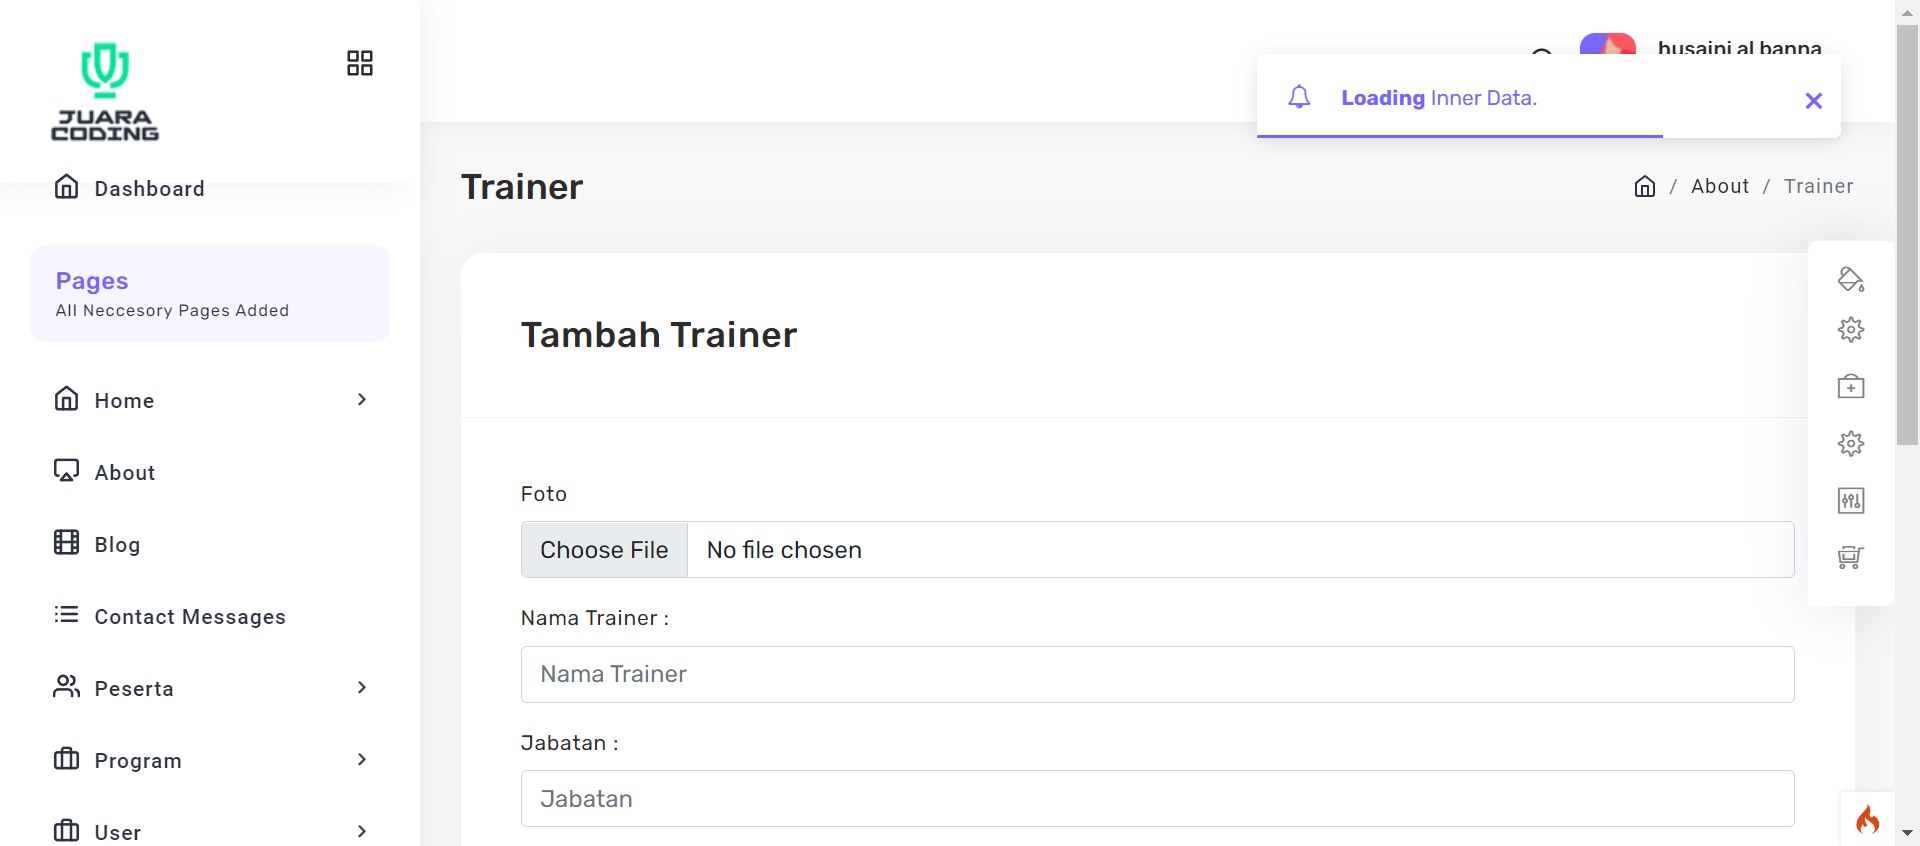 JUARA
CODING
Dashboard
Pages
All Neccesory Pages Added
Home
About
Blog
Contact Messages
Peserta
Program
User
husaini al banna
Loading Inner Data.
Trainer
/ About / Trainer
Tambah Trainer
Foto
Choose File No file chosen
Nama Trainer :
Nama Trainer
Jabatan :
Jabatan